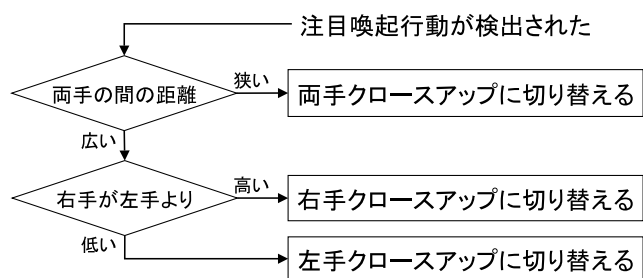 注目喚起行動が検出された
両手の間の距離
狭い
両手クロースアップに切り替える
広い
右手が左手より
高い
右手クロースアップに切り替える
低い
左手クロースアップに切り替える